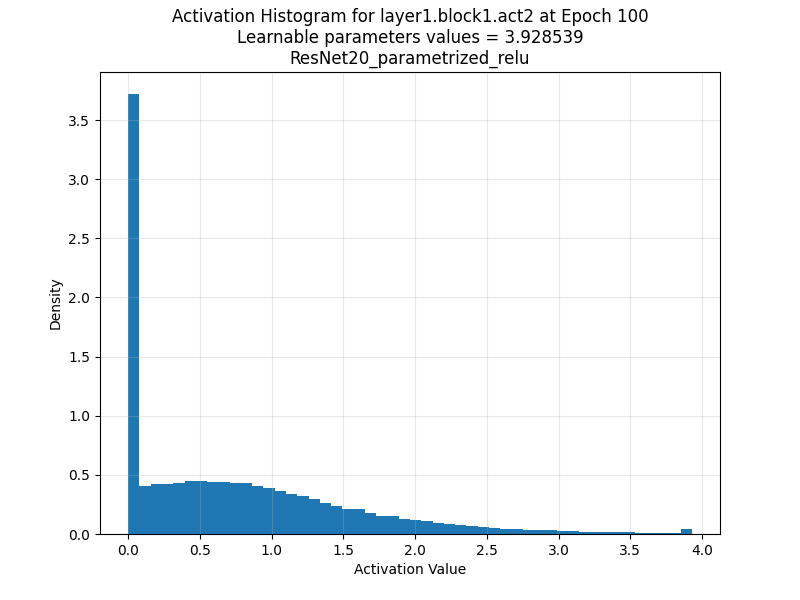 Activation Histogram for layer1.block1.act2 at Epoch 100
Learnable parameters values = 3.928539
ResNet20_parametrized_relu
3.5
3.0
2.5
2.0
1.5
1.0
0.5
0.0
Density
0.0 0.5 1.0 1.5 2.0 2.5 3.0 3.5 4.0
Activation Value